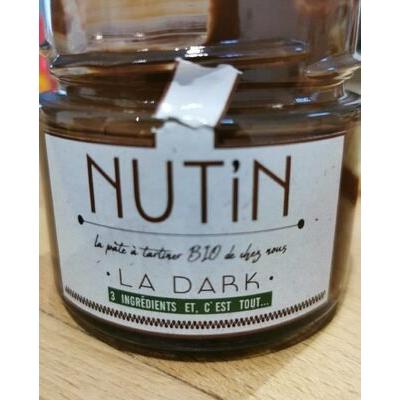 NUTiN
la pâte à tartiner BIO de chez nous
• LA DARK •
3 INGRÉDIENTS ET, C'EST TOUT...